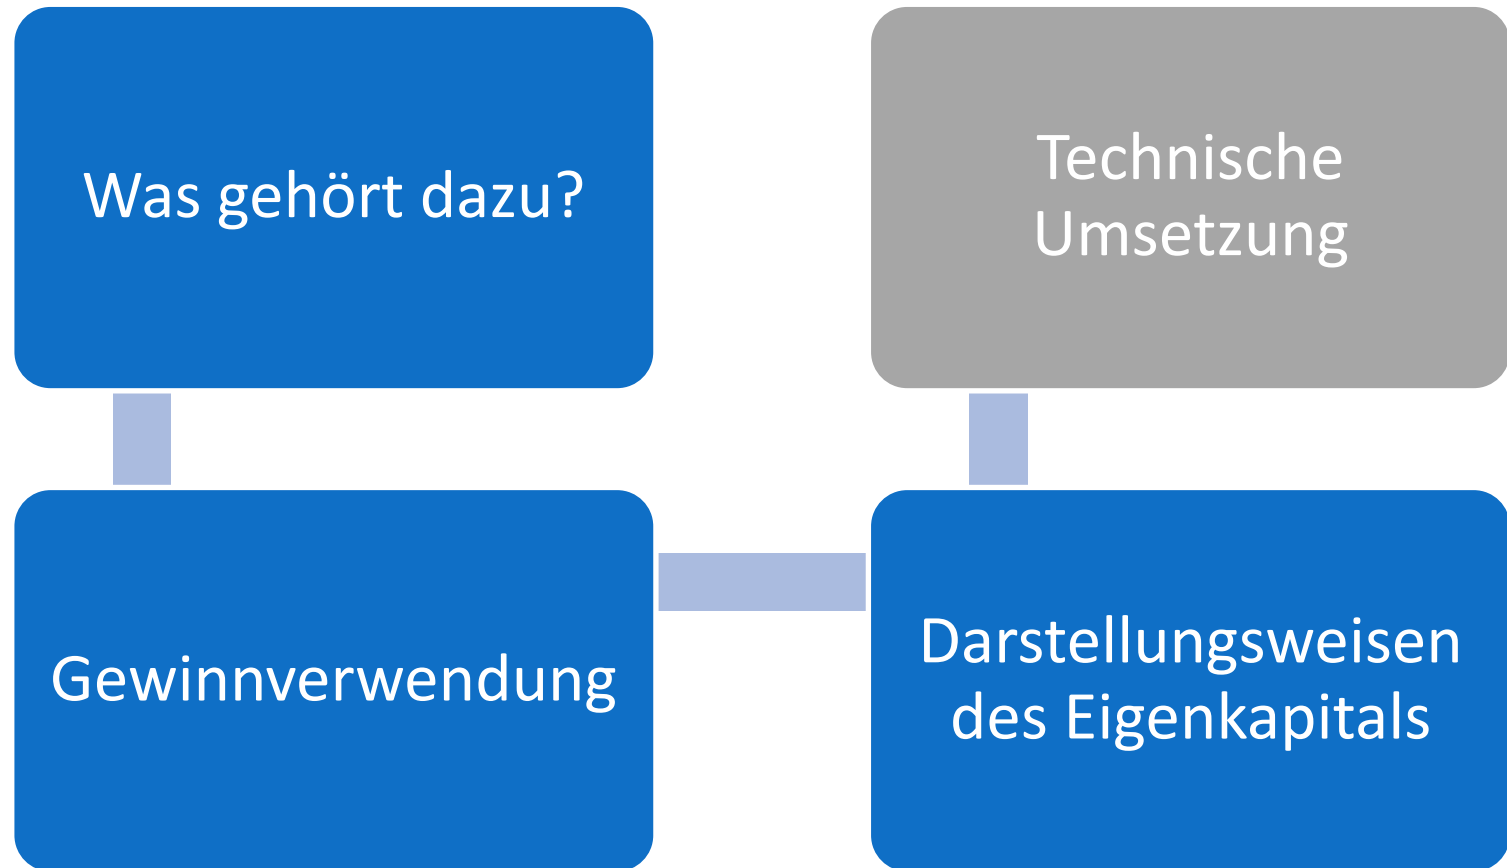 Was gehört dazu?
Technische
Umsetzung
Gewinnverwendung
Darstellungsweisen
des Eigenkapitals